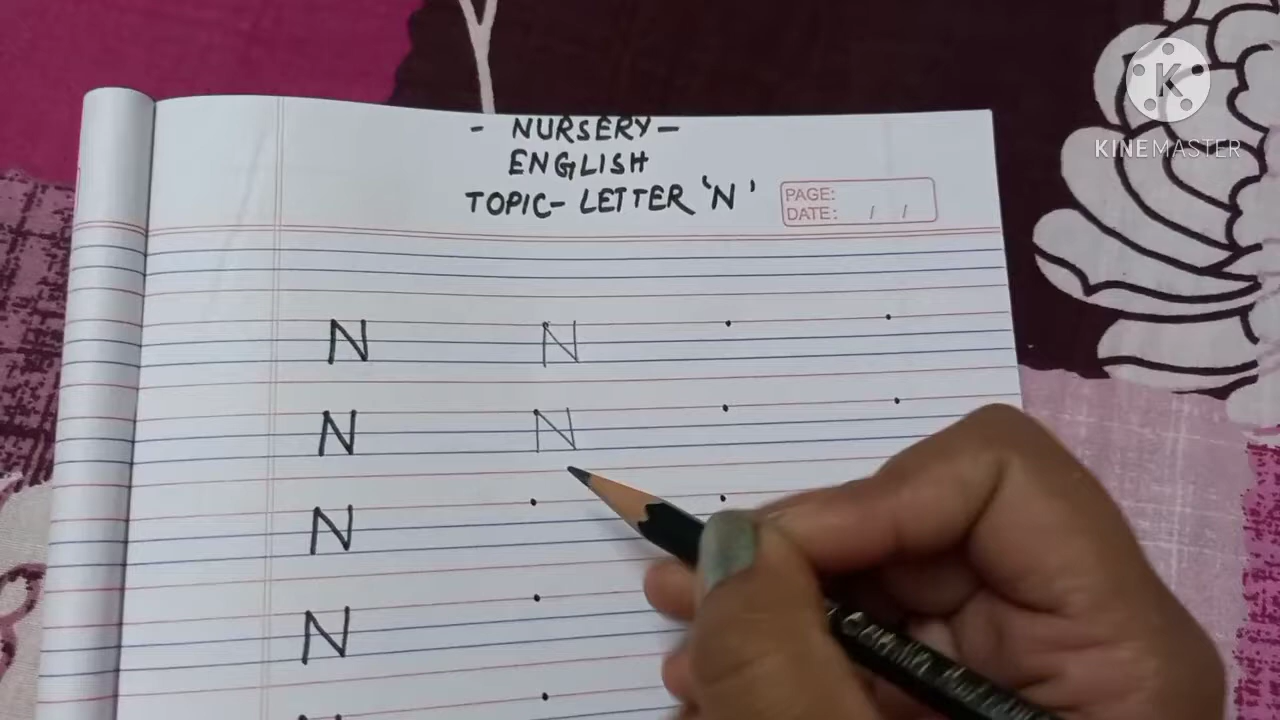 K
KINEMASTER
- NURSERY -
ENGLISH
TOPIC- LETTER 'N'
PAGE:
DATE: / /
N N
N N
N
N